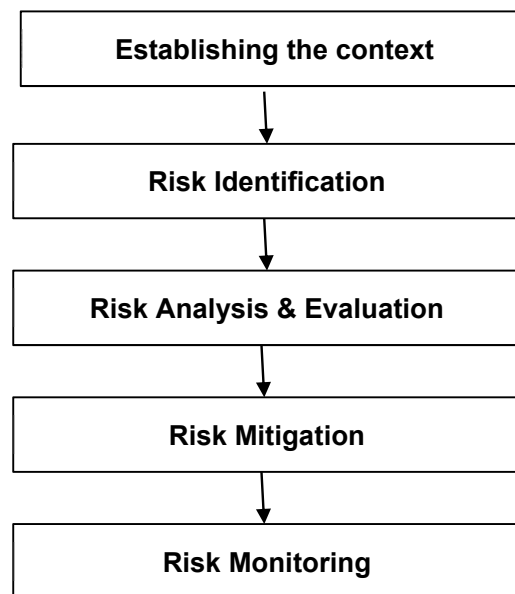 Establishing the context
Risk Identification
Risk Analysis & Evaluation
Risk Mitigation
Risk Monitoring